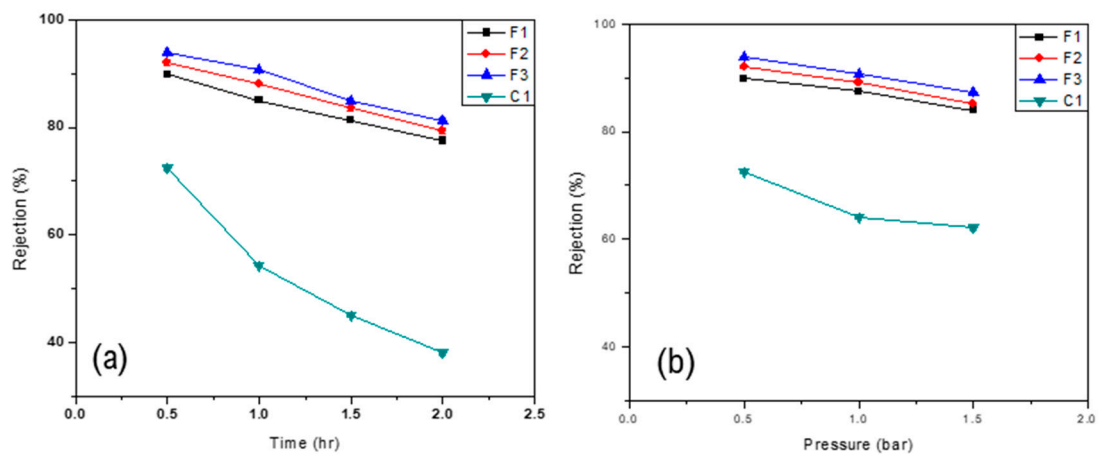 100
80
60
40
Rejection (%)
F1
F2
F3
C1
(a)
0.0
0.5
1.0
1.5
2.0
2.5
Time (hr)
100
80
60
40
Rejection (%)
F1
F2
F3
C1
(b)
0.0
0.5
1.0
1.5
2.0
Pressure (bar)